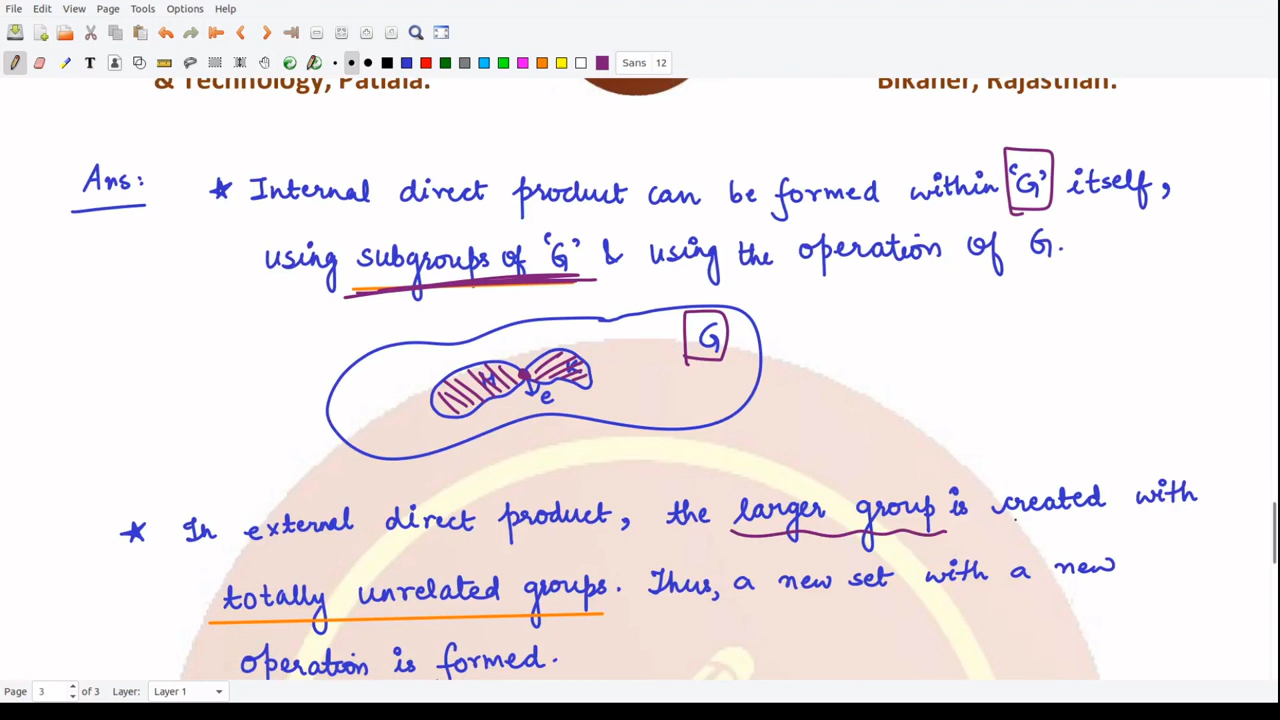 File Edit View Page Tools Options Help
Sans 12
& Technology, Patiala.
Bikaner, Rajasthan.
Ans: ★ Internal direct product can be formed within 'G' itself,
using subgroups of 'G' & using the operation of G.
G
H K
e
★ In external direct product, the larger group is created with
totally unrelated groups. Thus, a new set with a new
operation is formed.
Page 3 of 3 Layer: Layer 1